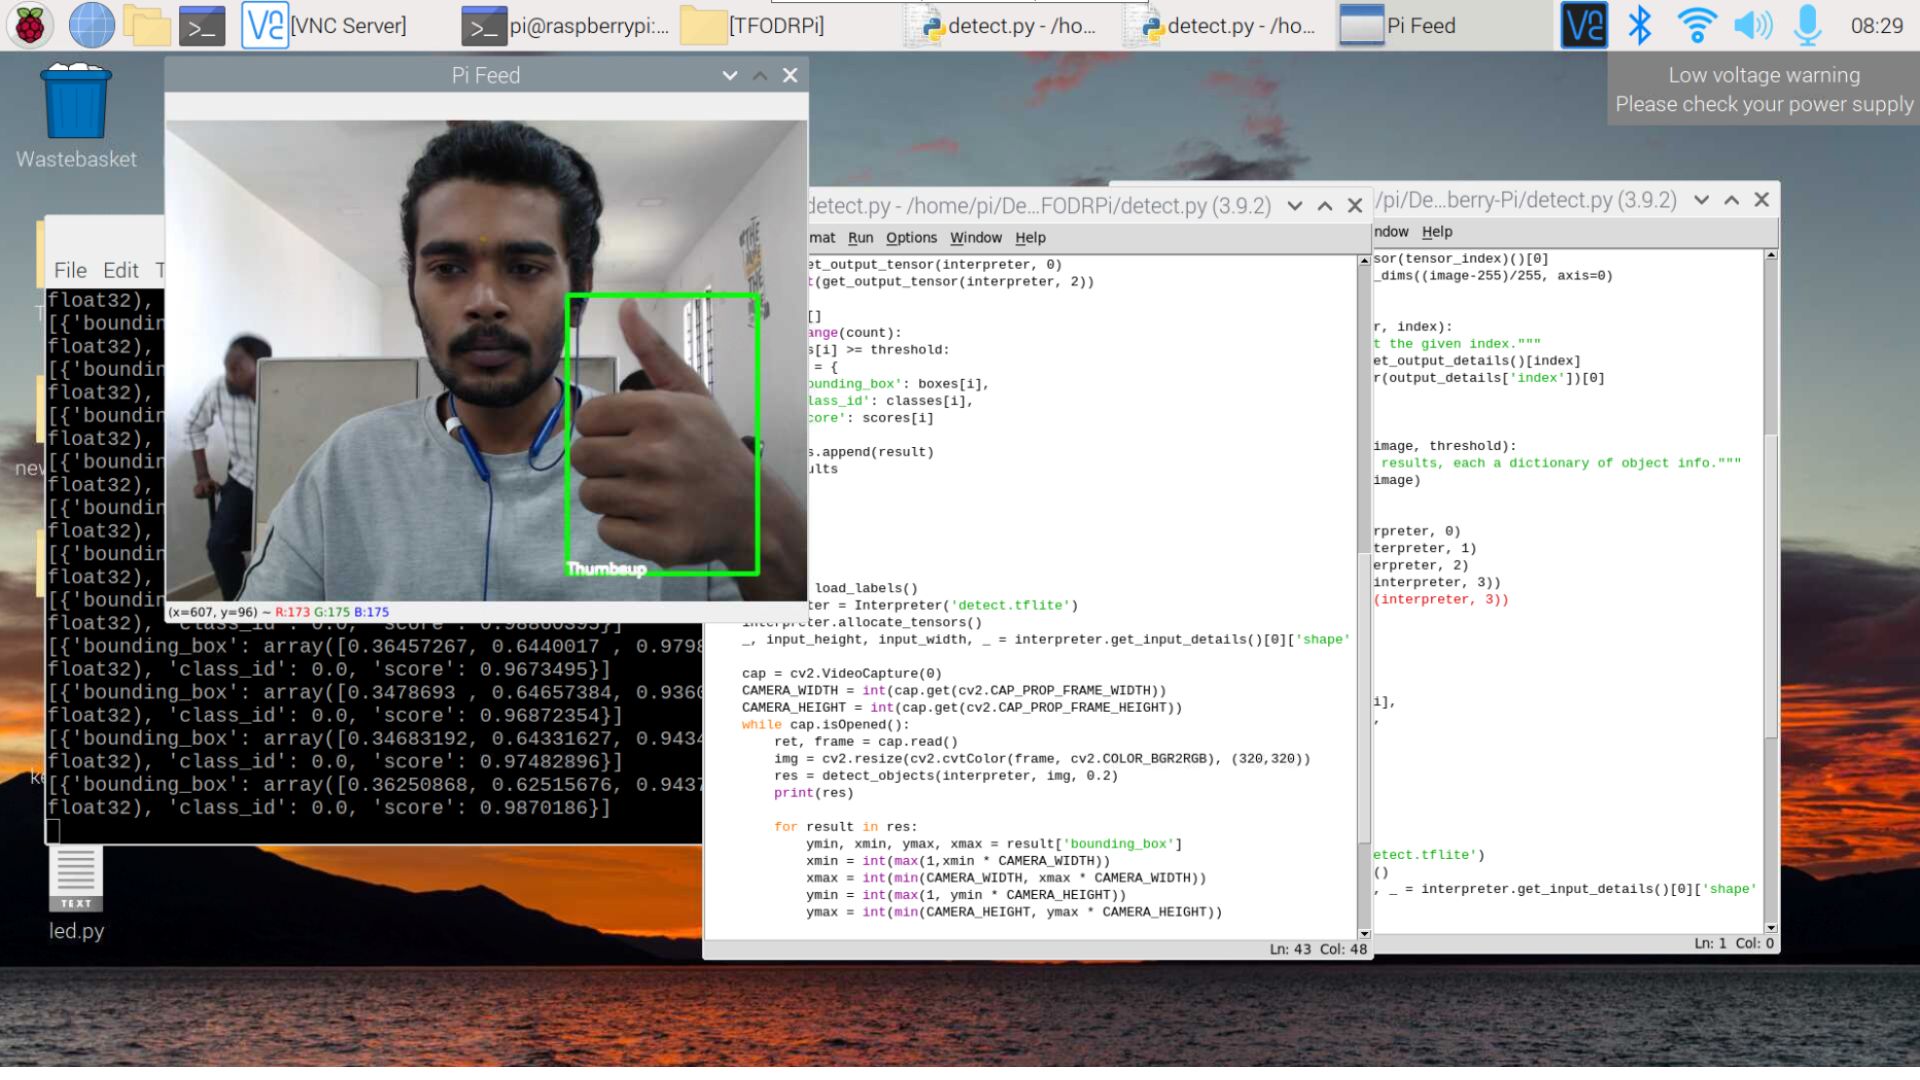 [VNC Server]
pi@raspberrypi:...
[TFODRPi]
detect.py - /ho...
detect.py - /ho...
Pi Feed
08:29
Low voltage warning
Please check your power supply
Wastebasket
Pi Feed
(x=607, y=96) ~ R:173 G:175 B:175
Thumbsup
File Edit T
float32),
[{'boundin
float32),
[{'boundin
float32),
[{'boundin
float32),
[{'boundin
float32),
[{'boundin
float32),
[{'boundin
float32),
[{'boundin
float32), 'class_id': 0.0, 'score': 0.98860395}]
[{'bounding_box': array([0.36457267, 0.6440017 , 0.9798
float32), 'class_id': 0.0, 'score': 0.9673495}]
[{'bounding_box': array([0.3478693 , 0.64657384, 0.9360
float32), 'class_id': 0.0, 'score': 0.96872354}]
[{'bounding_box': array([0.34683192, 0.64331627, 0.9434
float32), 'class_id': 0.0, 'score': 0.97482896}]
[{'bounding_box': array([0.36250868, 0.62515676, 0.9437
float32), 'class_id': 0.0, 'score': 0.9870186}]
TEXT
led.py
detect.py - /home/pi/De...FODRPi/detect.py (3.9.2)
mat Run Options Window Help
et_output_tensor(interpreter, 0)
t(get_output_tensor(interpreter, 2))
[]
ange(count):
s[i] >= threshold:
= {
ounding_box': boxes[i],
lass_id': classes[i],
core': scores[i]
s.append(result)
ults
load_labels()
ter = Interpreter('detect.tflite')
interpreter.allocate_tensors()
_, input_height, input_width, _ = interpreter.get_input_details()[0]['shape'
cap = cv2.VideoCapture(0)
CAMERA_WIDTH = int(cap.get(cv2.CAP_PROP_FRAME_WIDTH))
CAMERA_HEIGHT = int(cap.get(cv2.CAP_PROP_FRAME_HEIGHT))
while cap.isOpened():
ret, frame = cap.read()
img = cv2.resize(cv2.cvtColor(frame, cv2.COLOR_BGR2RGB), (320,320))
res = detect_objects(interpreter, img, 0.2)
print(res)
for result in res:
ymin, xmin, ymax, xmax = result['bounding_box']
xmin = int(max(1,xmin * CAMERA_WIDTH))
xmax = int(min(CAMERA_WIDTH, xmax * CAMERA_WIDTH))
ymin = int(max(1, ymin * CAMERA_HEIGHT))
ymax = int(min(CAMERA_HEIGHT, ymax * CAMERA_HEIGHT))
Ln: 43 Col: 48
/pi/De...berry-Pi/detect.py (3.9.2)
ndow Help
sor(tensor_index)()[0]
_dims((image-255)/255, axis=0)
r, index):
t the given index."""
et_output_details()[index]
r(output_details['index'])[0]
image, threshold):
results, each a dictionary of object info."""
image)
rpreter, 0)
terpreter, 1)
erpreter, 2)
interpreter, 3))
(interpreter, 3))
i],
,
etect.tflite')
()
, _ = interpreter.get_input_details()[0]['shape'
Ln: 1 Col: 0